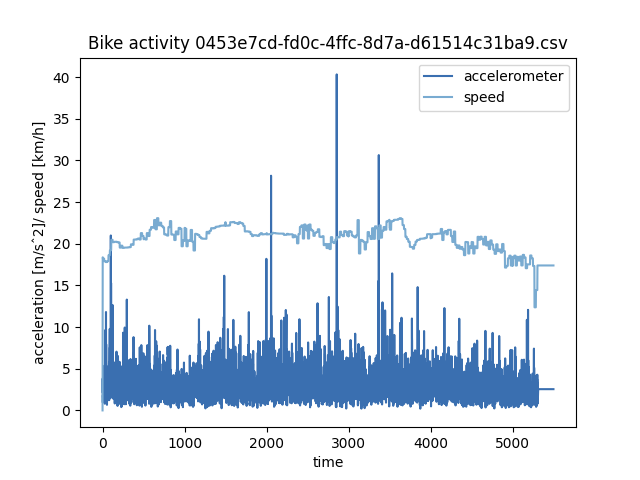 Bike activity 0453e7cd-fd0c-4ffc-8d7a-d61514c31ba9.csv
accelerometer
speed
acceleration [m/s^2]/ speed [km/h]
40
35
30
25
20
15
10
5
0
0 1000 2000 3000 4000 5000
time